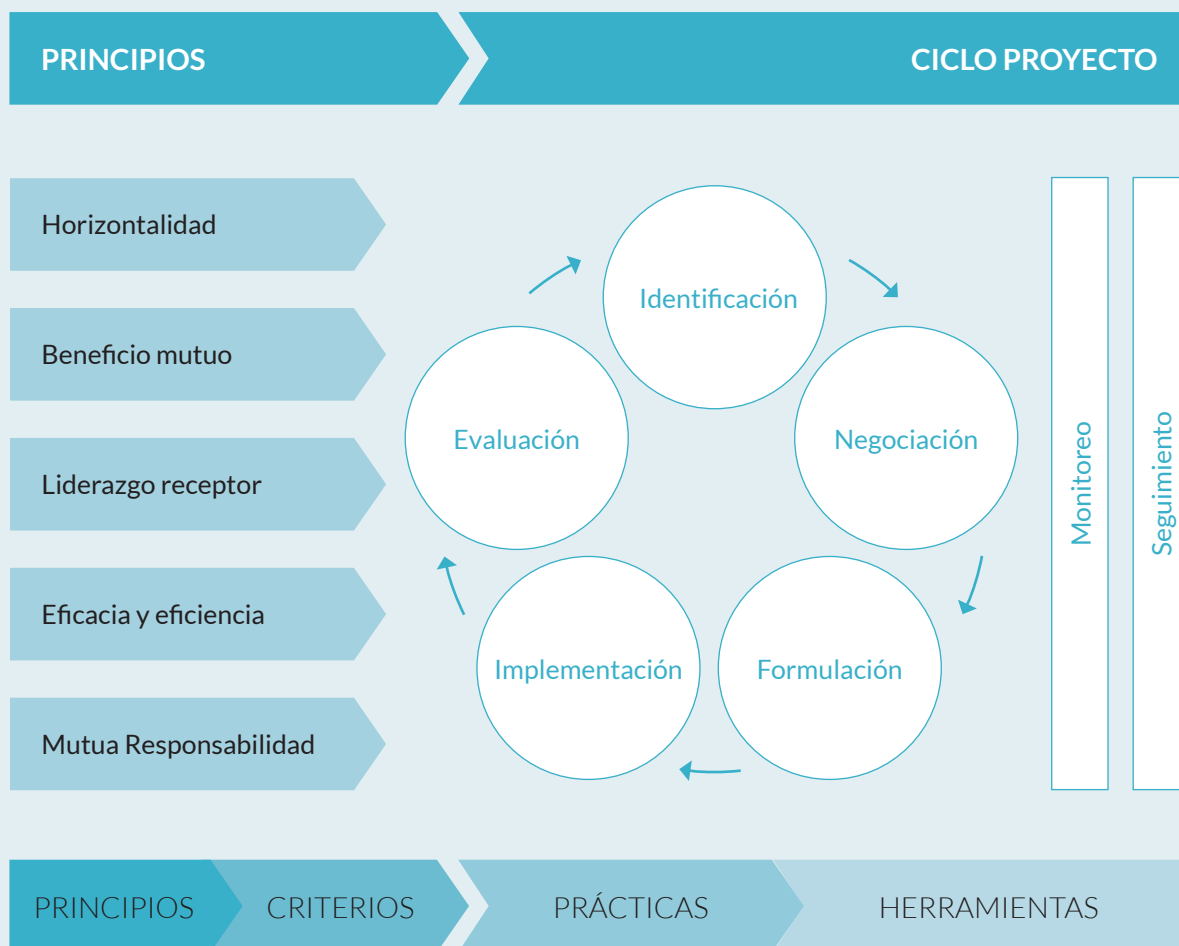 PRINCIPIOS
CICLO PROYECTO
Horizontalidad
Beneficio mutuo
Liderazgo receptor
Eficacia y eficiencia
Mutua Responsabilidad
Identificación
Negociación
Formulación
Implementación
Evaluación
Monitoreo
Seguimiento
PRINCIPIOS
CRITERIOS
PRÁCTICAS
HERRAMIENTAS